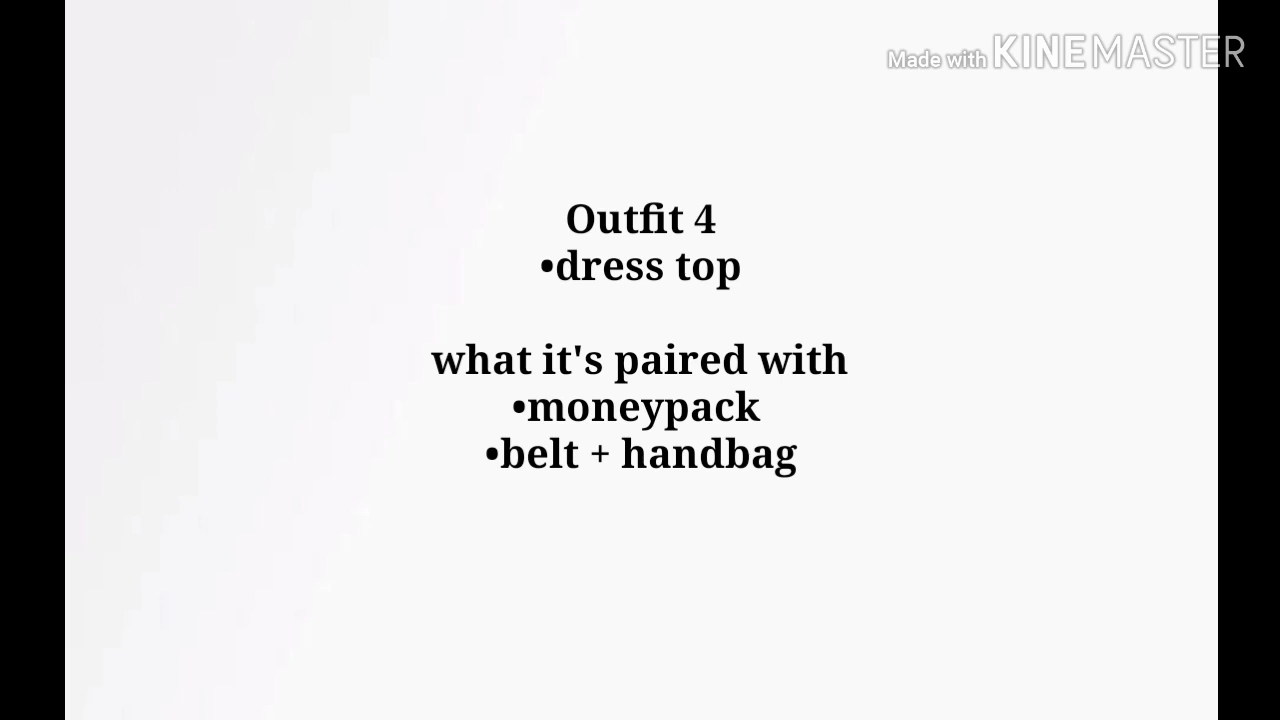 Made with KINEMASTER
Outfit 4
•dress top
what it's paired with
•moneypack
•belt + handbag